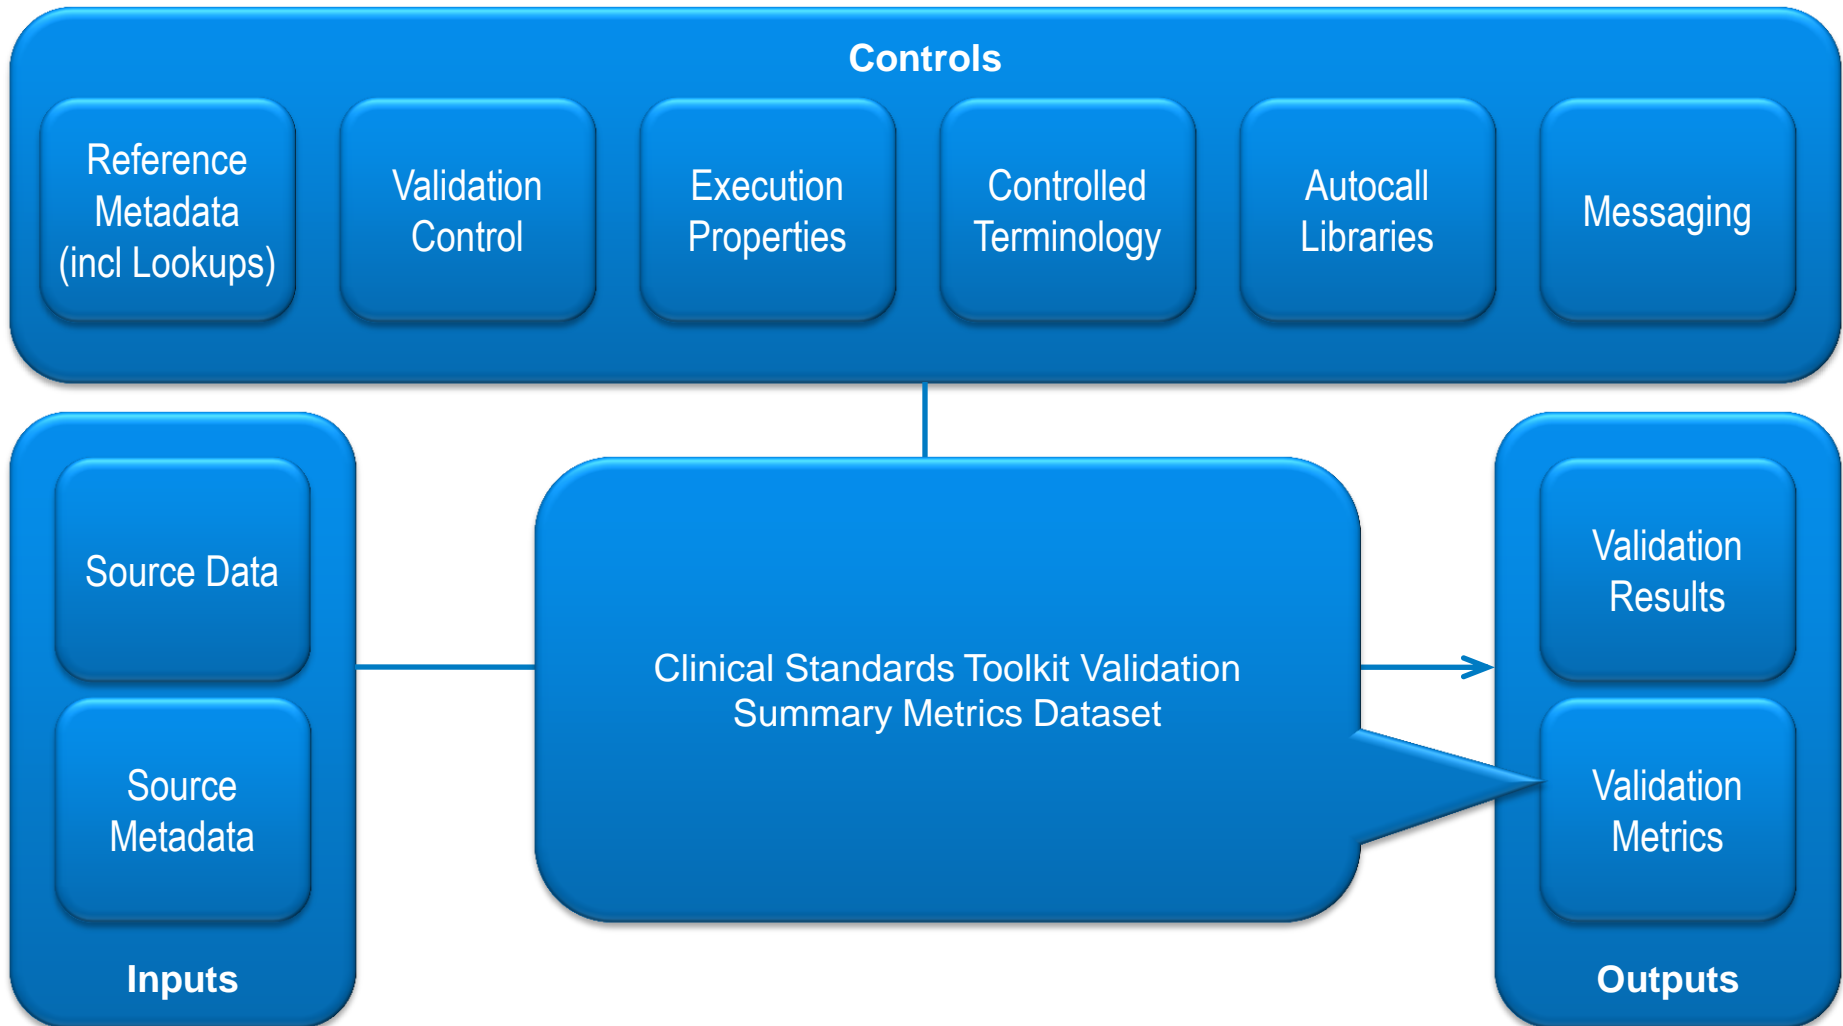 Controls
Reference
Metadata
(incl Lookups)
Validation
Control
Execution
Properties
Controlled
Terminology
Autocall
Libraries
Messaging
Source Data
Source
Metadata
Inputs
Clinical Standards Toolkit Validation
Summary Metrics Dataset
Validation
Results
Validation
Metrics
Outputs